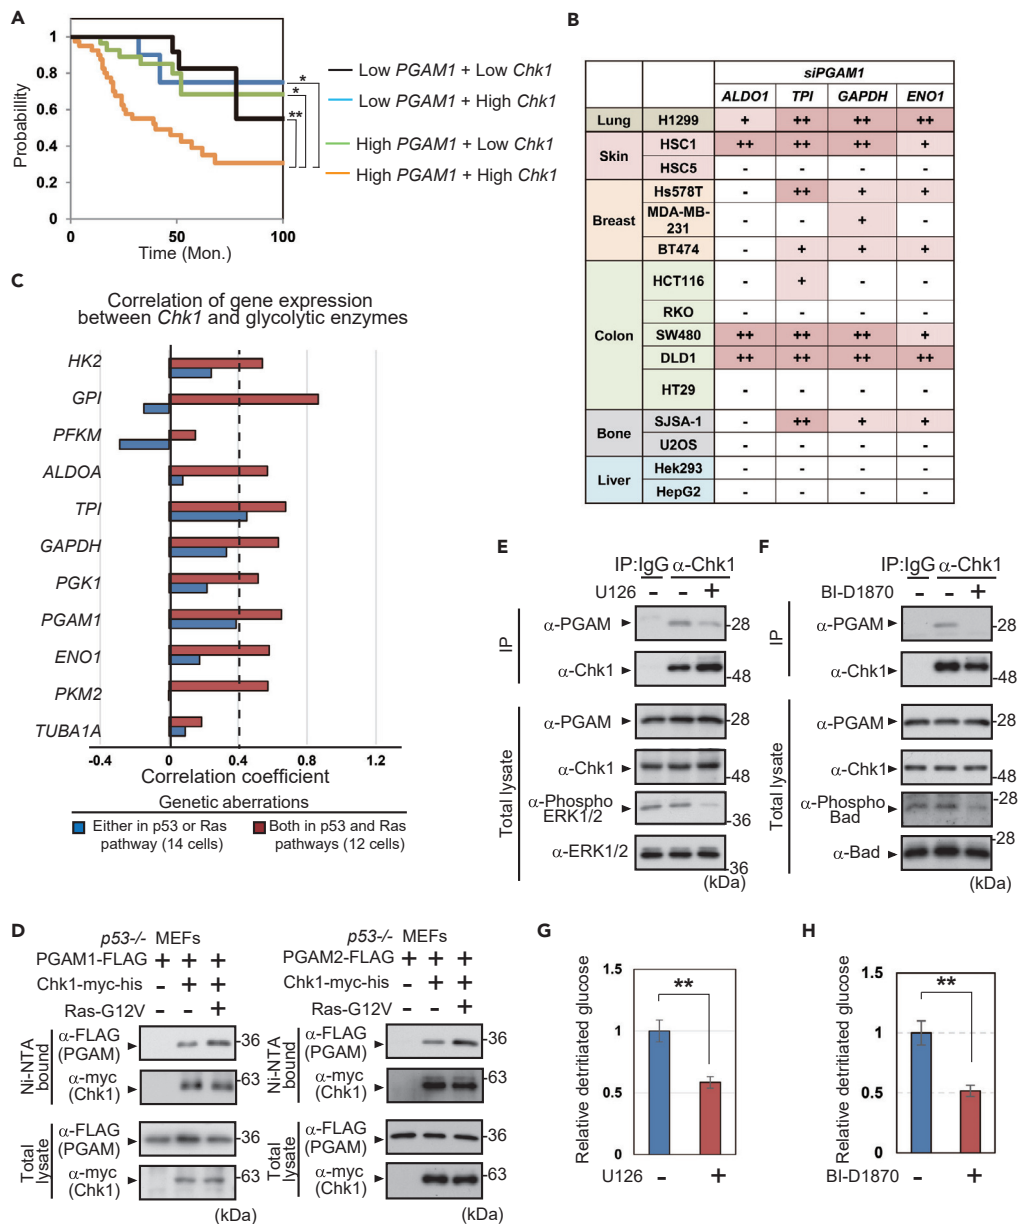 A
Probability
1
0.8
0.6
0.4
0.2
0
0
50
100
Time (Mon.)
*
*
**
Low PGAM1 + Low Chk1
Low PGAM1 + High Chk1
High PGAM1 + Low Chk1
High PGAM1 + High Chk1
B
siPGAM1
ALDO1 TPI GAPDH ENO1
Lung H1299 + ++ ++ ++
Skin HSC1 ++ ++ ++ +
HSC5 - - - -
Breast Hs578T - ++ + +
MDA-MB-
231 - - + -
BT474 - + + +
Colon HCT116 - + - -
RKO - - - -
SW480 ++ ++ ++ +
DLD1 ++ ++ ++ ++
HT29 - - - -
Bone SJSA-1 - ++ + +
U2OS - - - -
Liver Hek293 - - - -
HepG2 - - - -
C
Correlation of gene expression
between Chk1 and glycolytic enzymes
HK2
GPI
PFKM
ALDOA
TPI
GAPDH
PGK1
PGAM1
ENO1
PKM2
TUBA1A
-0.4 0 0.4 0.8 1.2
Correlation coefficient
Genetic aberrations
Either in p53 or Ras
pathway (14 cells)
Both in p53 and Ras
pathways (12 cells)
D
p53-/- MEFs
PGAM1-FLAG + + +
Chk1-myc-his - + +
Ras-G12V - - +
Ni-NTA
bound
α-FLAG
(PGAM)
-36
α-myc
(Chk1)
-63
Total
lysate
α-FLAG
(PGAM)
-36
α-myc
(Chk1)
-63
(kDa)
p53-/- MEFs
PGAM2-FLAG + + +
Chk1-myc-his - + +
Ras-G12V - - +
Ni-NTA
bound
α-FLAG
(PGAM)
-36
α-myc
(Chk1)
-63
Total
lysate
α-FLAG
(PGAM)
-36
α-myc
(Chk1)
-63
(kDa)
E
IP:IgG α-Chk1
U126 - - +
IP
α-PGAM
-28
α-Chk1
-48
Total lysate
α-PGAM
-28
α-Chk1
-48
α-Phospho
ERK1/2
-36
α-ERK1/2
-36
(kDa)
F
IP:IgG α-Chk1
BI-D1870 - - +
IP
α-PGAM
-28
α-Chk1
-48
Total lysate
α-PGAM
-28
α-Chk1
-48
α-Phospho
Bad
-28
α-Bad
-28
(kDa)
G
Relative detritiated glucose
1.5
1
0.5
0
**
U126 - +
H
Relative detritiated glucose
1.5
1
0.5
0
**
BI-D1870 - +